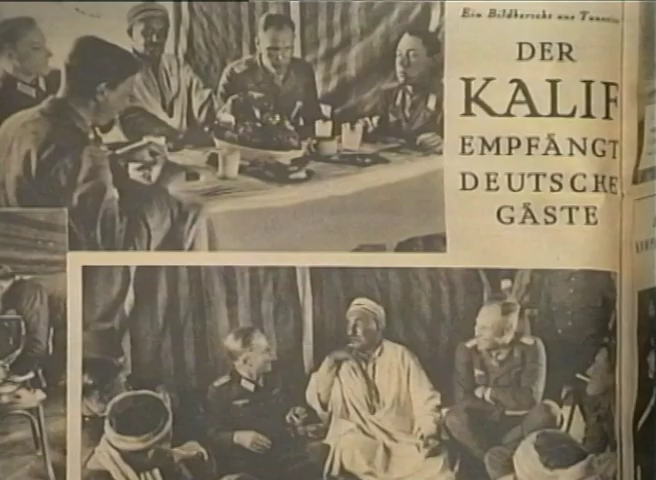 Ein Bildbericht aus Tunesien
DER
KALIF
EMPFÄNGT
DEUTSCHE
GÄSTE